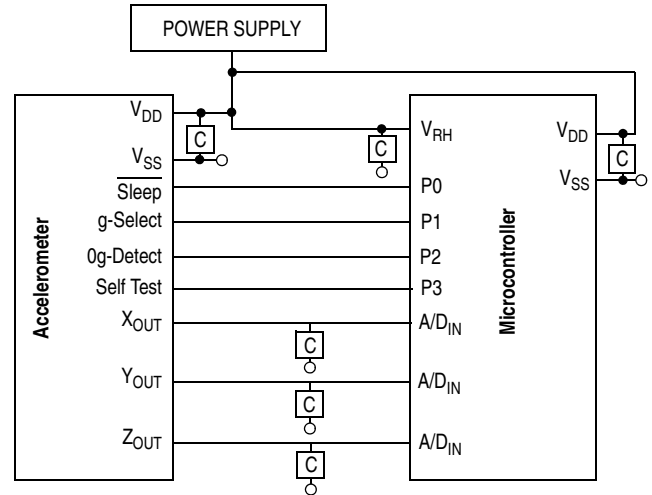 POWER SUPPLY
Accelerometer
V_DD
C
V_SS
Sleep
g-Select
0g-Detect
Self Test
X_OUT
Y_OUT
Z_OUT
C
C
C
C
Microcontroller
V_RH
P0
P1
P2
P3
A/D_IN
A/D_IN
A/D_IN
V_DD
C
V_SS